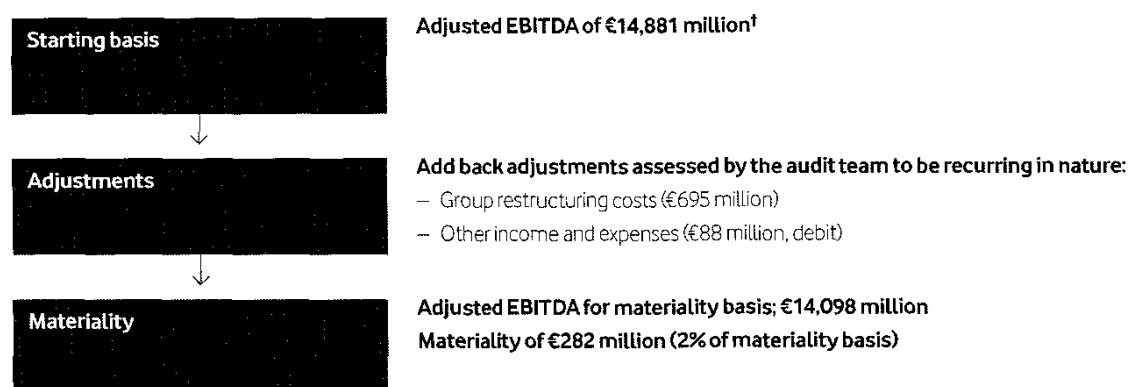 Starting basis
Adjusted EBITDA of €14,881 million†
Adjustments
Add back adjustments assessed by the audit team to be recurring in nature:
– Group restructuring costs (€695 million)
– Other income and expenses (€88 million, debit)
Materiality
Adjusted EBITDA for materiality basis; €14,098 million
Materiality of €282 million (2% of materiality basis)